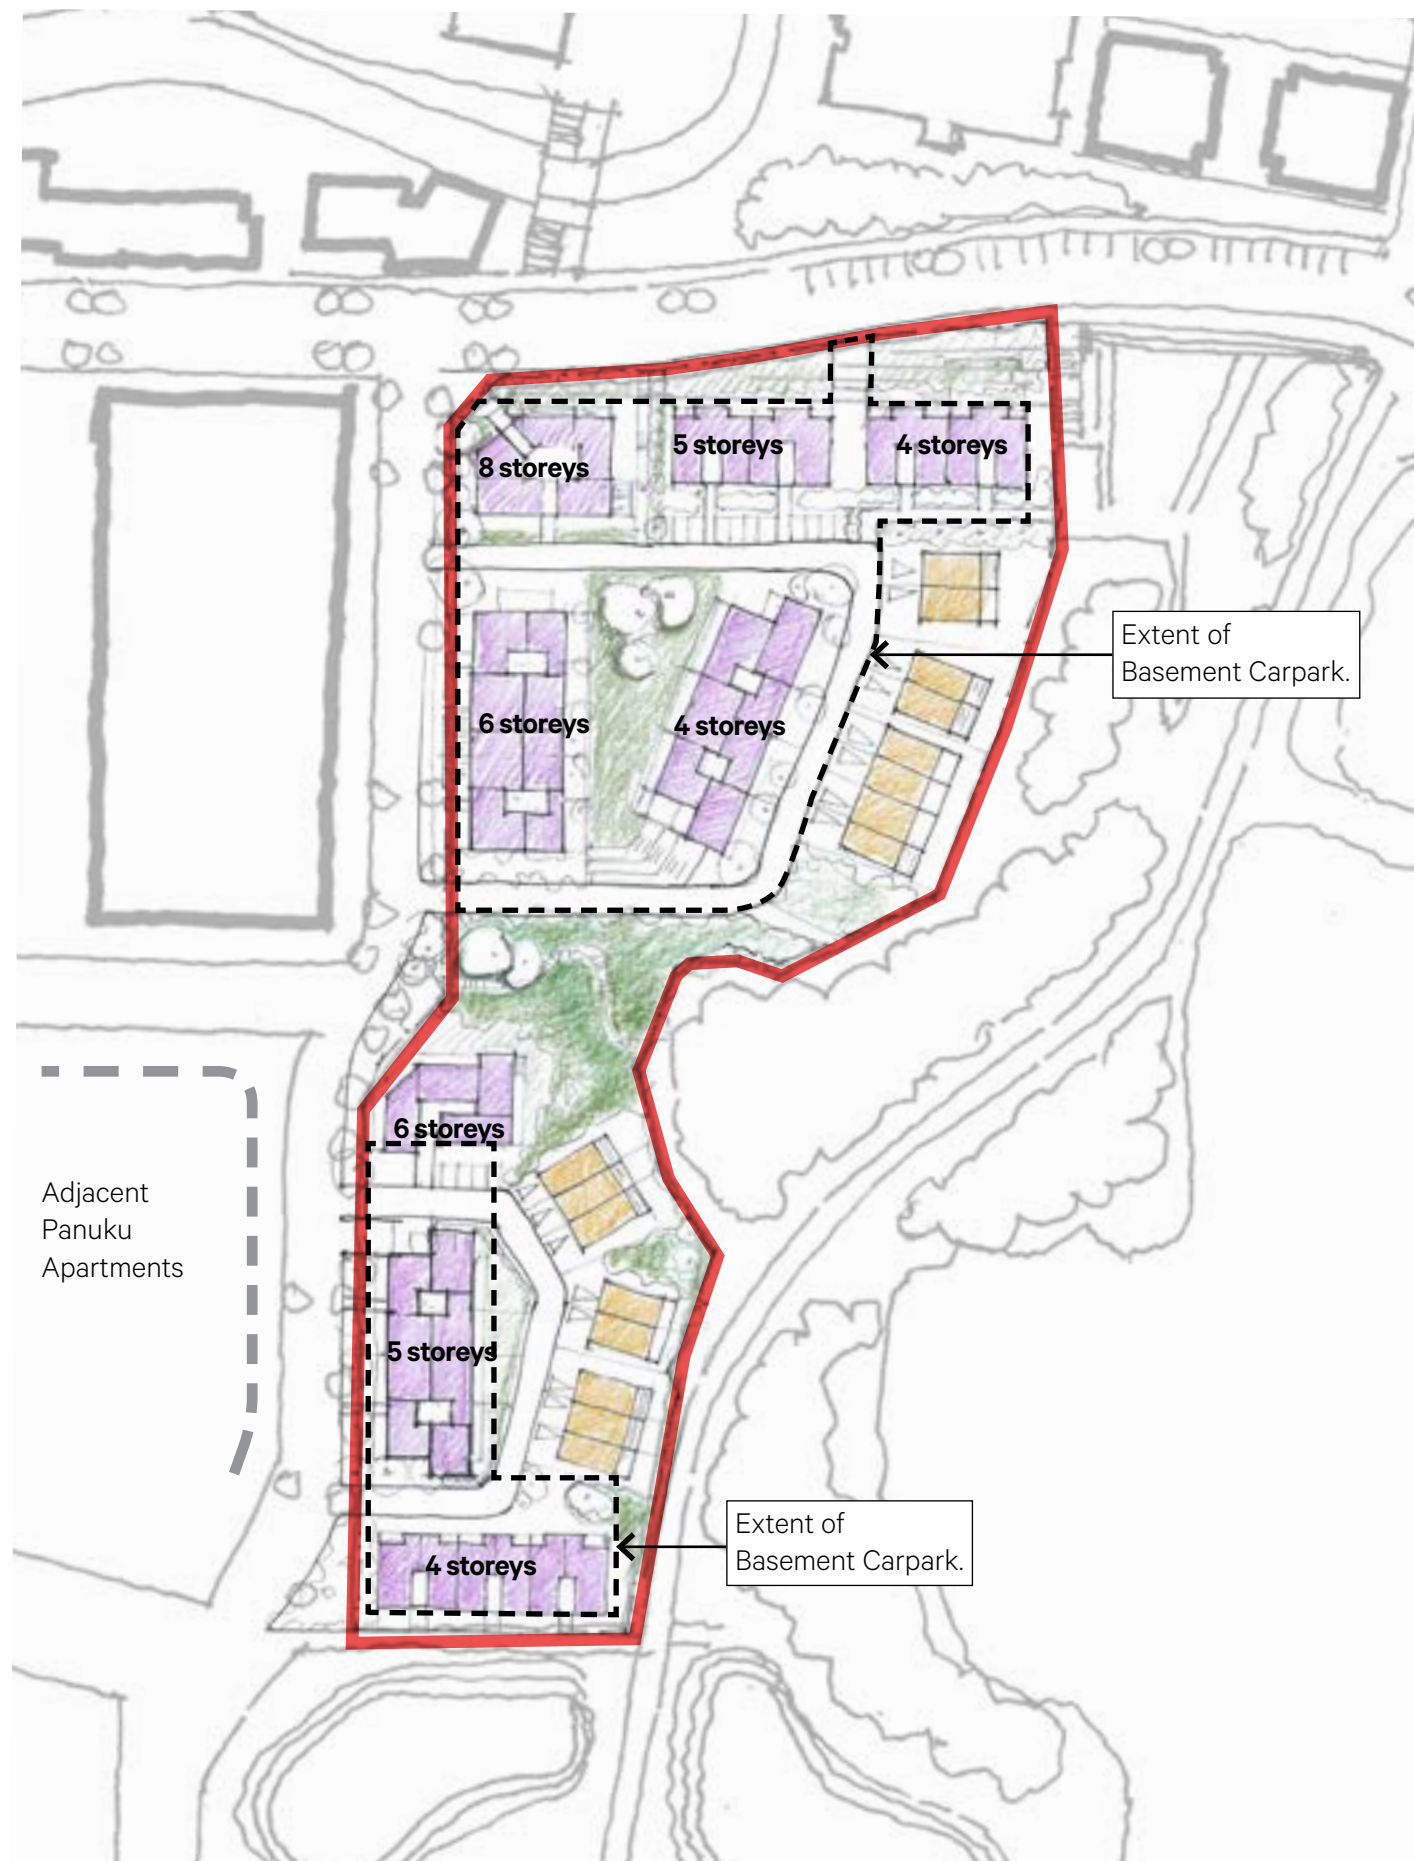 5 storeys
4 storeys
8 storeys
Extent of
Basement Carpark.
6 storeys
4 storeys
6 storeys
Adjacent
Panuku
Apartments
5 storeys
Extent of
Basement Carpark.
4 storeys